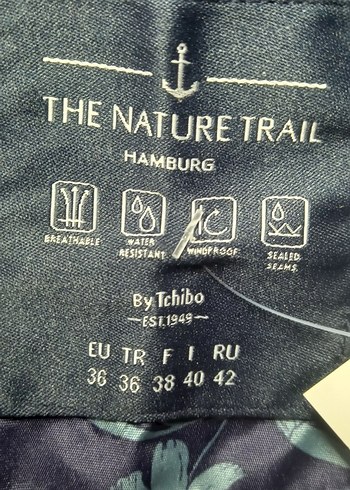 THE NATURE TRAIL
HAMBURG
BREATHABLE WATER RESISTANT WINDPROOF SEALED SEAMS
By Tchibo
—EST.1949—
EU TR F I RU
36 36 38 40 42